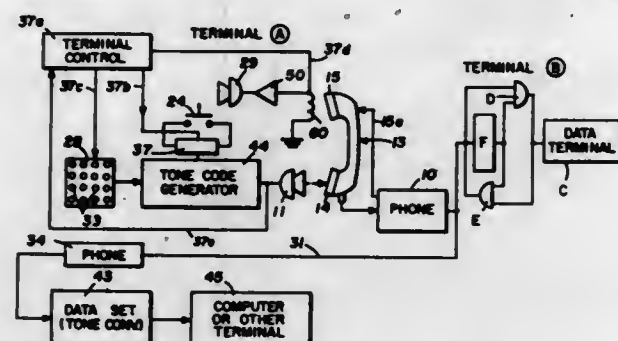 37a
TERMINAL CONTROL
TERMINAL A
37d
29
50
15
TERMINAL B
37c
37b
24
60
15a
13
D
F
DATA TERMINAL
28
37
44
TONE CODE GENERATOR
10
PHONE
E
C
33
11
14
37e
31
34
PHONE
43
DATA SET (TONE CONV)
45
COMPUTER OR OTHER TERMINAL